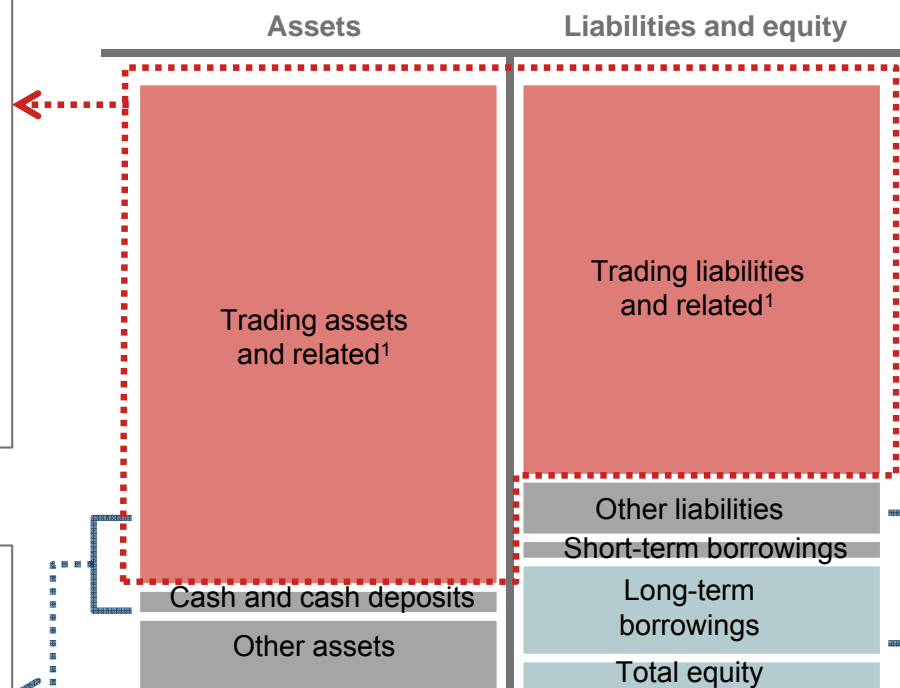 Assets
Liabilities and equity
Trading assets
and related¹
Trading liabilities
and related¹
Other liabilities
Short-term borrowings
Cash and cash deposits
Long-term
borrowings
Other assets
Total equity